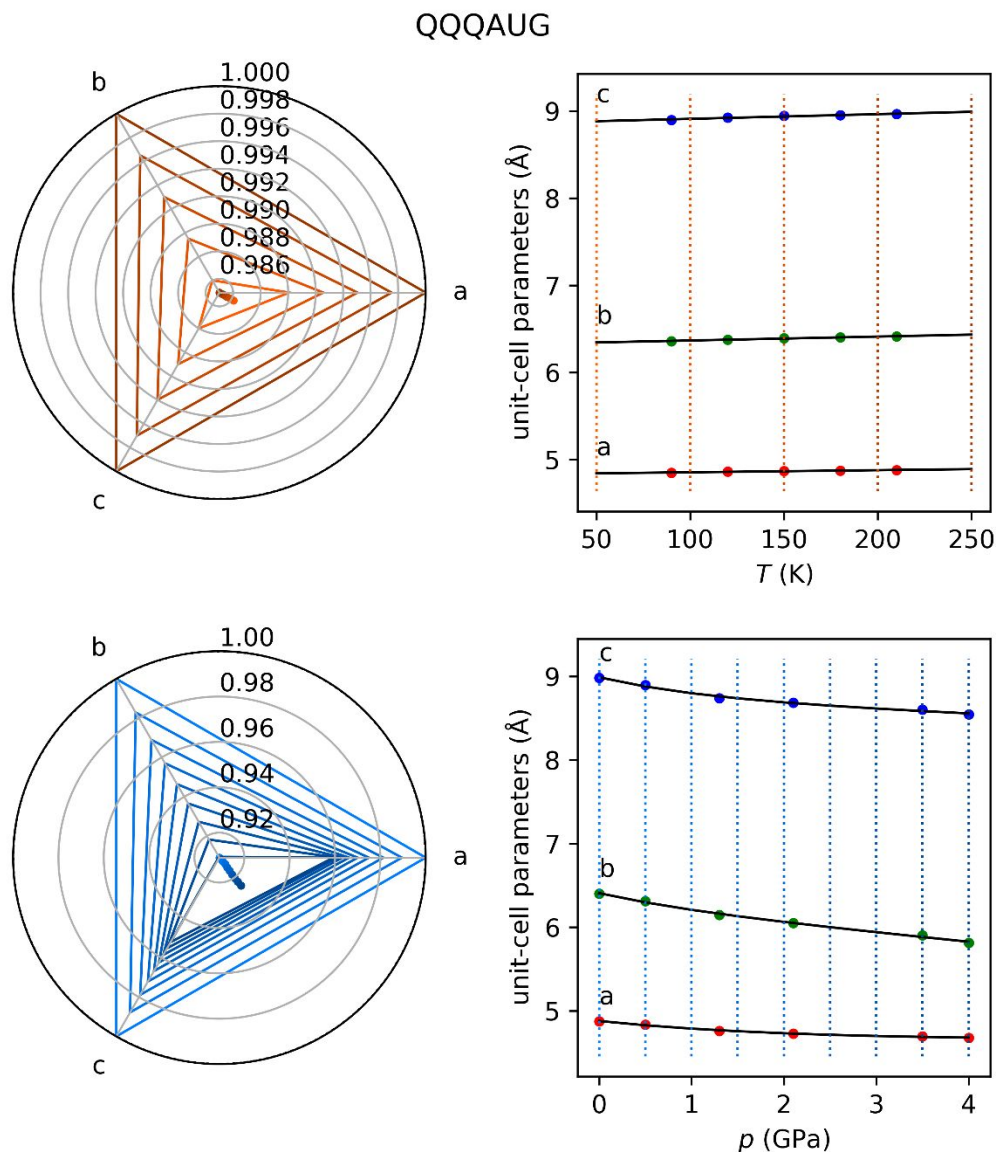 QQQAUG
b
1.000
0.998
0.996
0.994
0.992
0.990
0.988
0.986
a
c
unit-cell parameters (Å)
9
8
7
6
5
c
b
a
50 100 150 200 250
T (K)
b
1.00
0.98
0.96
0.94
0.92
a
c
unit-cell parameters (Å)
9
8
7
6
5
c
b
a
0 1 2 3 4
p (GPa)